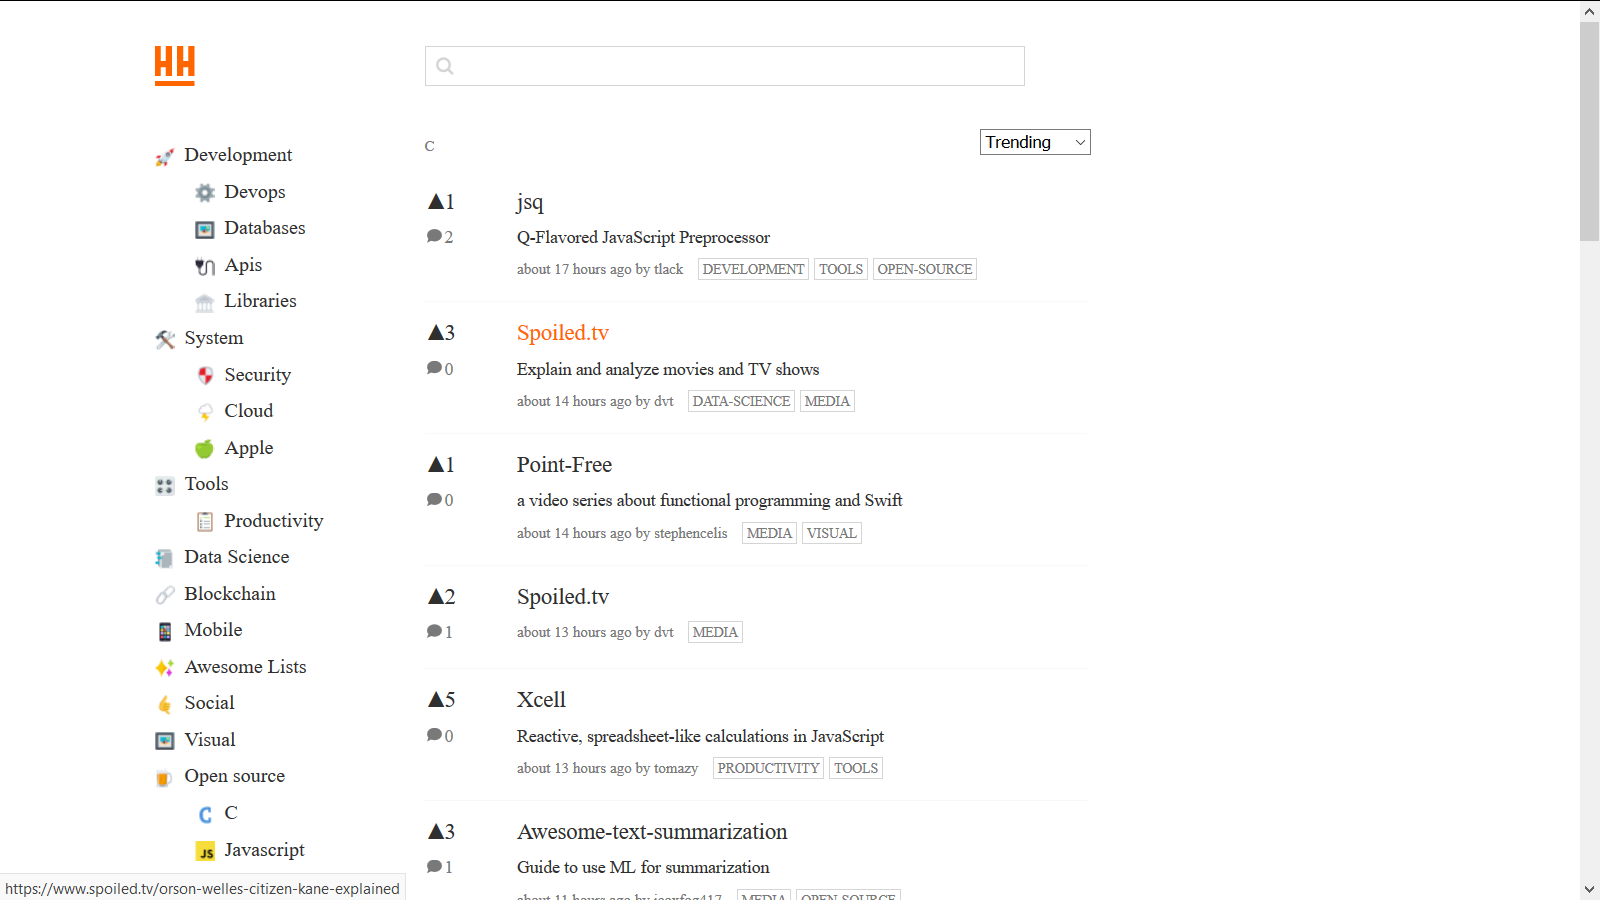 HH
Development
Devops
Databases
Apis
Libraries
System
Security
Cloud
Apple
Tools
Productivity
Data Science
Blockchain
Mobile
Awesome Lists
Social
Visual
Open source
C C
JS Javascript
https://www.spoiled.tv/orson-welles-citizen-kane-explained
C Trending
▲1 jsq
2 Q-Flavored JavaScript Preprocessor
about 17 hours ago by tlack DEVELOPMENT TOOLS OPEN-SOURCE
▲3 Spoiled.tv
0 Explain and analyze movies and TV shows
about 14 hours ago by dvt DATA-SCIENCE MEDIA
▲1 Point-Free
0 a video series about functional programming and Swift
about 14 hours ago by stephencelis MEDIA VISUAL
▲2 Spoiled.tv
1 about 13 hours ago by dvt MEDIA
▲5 Xcell
0 Reactive, spreadsheet-like calculations in JavaScript
about 13 hours ago by tomazy PRODUCTIVITY TOOLS
▲3 Awesome-text-summarization
1 Guide to use ML for summarization
about 11 hours ago by MEDIA OPEN-SOURCE